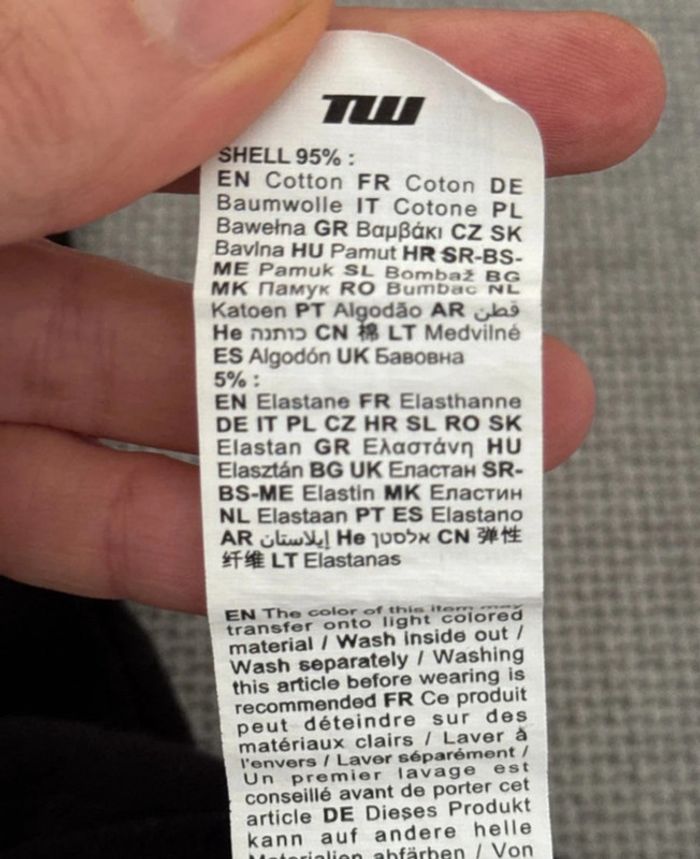 TW
SHELL 95% :
EN Cotton FR Coton DE
Baumwolle IT Cotone PL
Bawełna GR Βαμβάκι CZ SK
Bavlna HU Pamut HR SR-BS-
ME Pamuk SL Bombaž BG
MK Памук RO Bumbac NL
Katoen PT Algodão AR قطن
He כותנה CN 棉 LT Medvilnė
ES Algodón UK Бавовна
5% :
EN Elastane FR Elasthanne
DE IT PL CZ HR SL RO SK
Elastan GR Ελαστάνη HU
Elasztán BG UK Еластан SR-
BS-ME Elastin MK Еластин
NL Elastaan PT ES Elastano
AR إيلاستان He אלסטן CN 弹性
纤维 LT Elastanas
EN The color of this item may
transfer onto light colored
material / Wash inside out /
Wash separately / Washing
this article before wearing is
recommended FR Ce produit
peut déteindre sur des
matériaux clairs / Laver à
l'envers / Laver séparément /
Un premier lavage est
conseillé avant de porter cet
article DE Dieses Produkt
kann auf andere helle
Materialien abfärben / Von